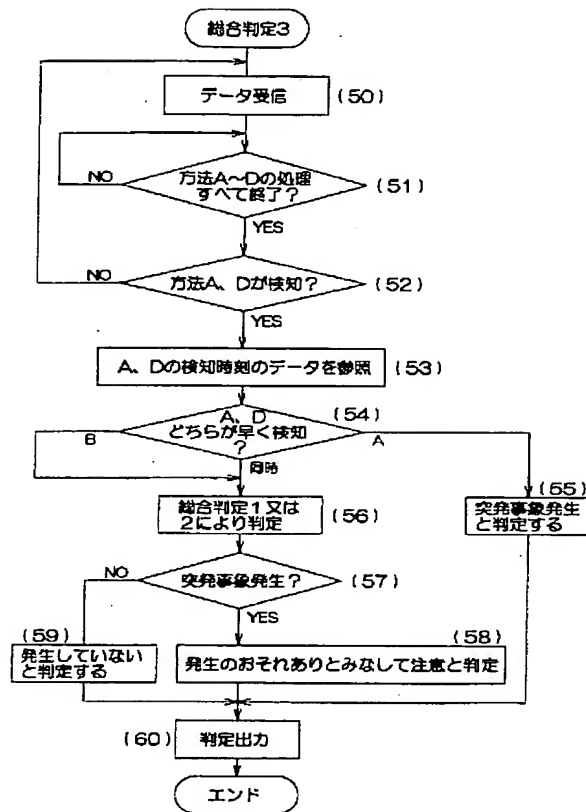 総合判定3
データ受信 (50)
方法A~Dの処理
すべて終了? (51)
NO
YES
方法A、Dが検知? (52)
NO
YES
A、Dの検知時刻のデータを参照 (53)
A、D (54)
どちらが早く検知
?
B
A
同時
総合判定1又は
2により判定 (56)
(55)
突発事象発生
と判定する
突発事象発生? (57)
NO
YES
(59)
発生していない
と判定する
(58)
発生のおそれありとみなして注意と判定
(60) 判定出力
エンド